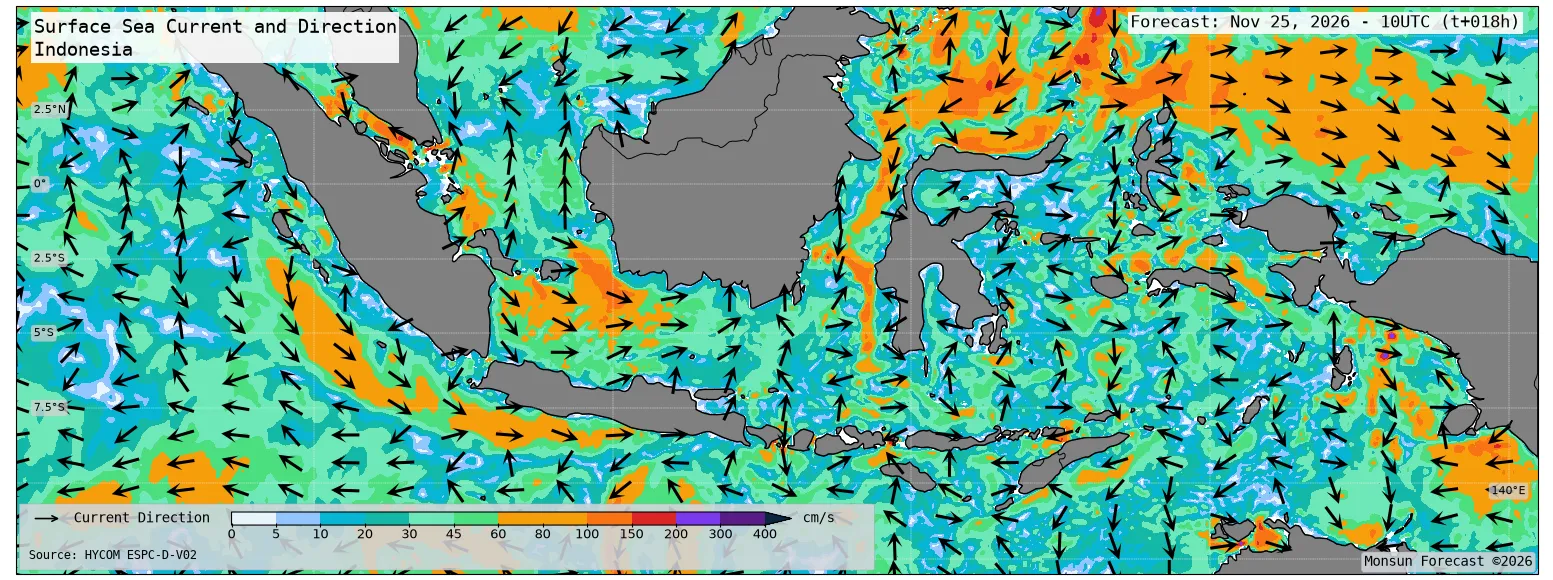 Surface Sea Current and Direction
Indonesia
Forecast: Nov 25, 2026 - 10UTC (t+018h)
2.5°N
0°
2.5°S
5°S
7.5°S
140°E
Current Direction
0 5 10 20 30 45 60 80 100 150 200 300 400 cm/s
Source: HYCOM ESPC-D-V02
Monsun Forecast ©2026